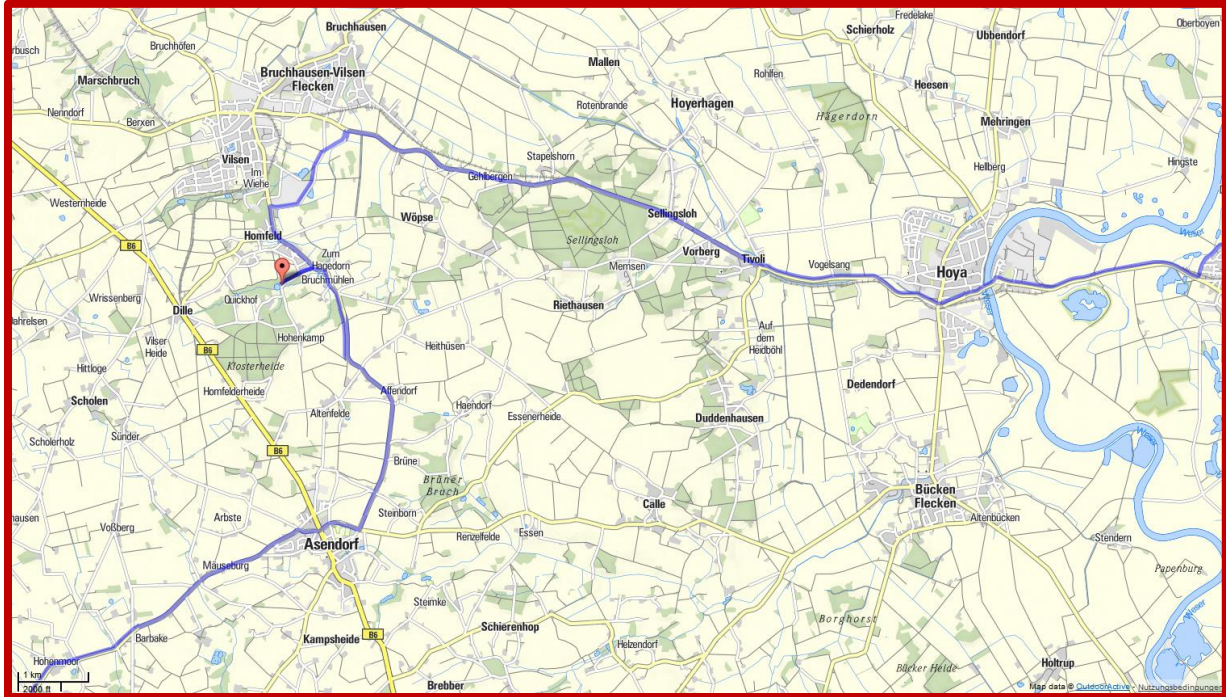 Fredelake
Oberboyen
Bruchhausen
Bruchhöfen
Schierholz
Ubbendorf
Mallen
Rohlfen
Bruchhausen-Vilsen
Flecken
Marschbruch
Heesen
Rotenbrande
Hoyerhagen
Nenndorf
Berxen
Hägerdorn
Mehringen
Vilsen
Stapelshorn
Hellberg
Hingste
Im
Wiehe
Gehlbergen
Westernheide
Wöpse
Sellingsloh
Weser
Homfeld
Sellingsloh
B6
Zum
Hagedorn
Bruchmühlen
Vorberg
Tivoli
Memsen
Vogelsang
Hoya
Wrissenberg
Quickhof
Dille
Riethausen
Vilser
Heide
Hohenkamp
Heithüsen
Auf
dem
Heidböhl
B6
Klosterheide
Hittloge
Homfelderheide
Affendorf
Dedendorf
Scholen
Altenfelde
Haendorf
Essenerheide
Duddenhausen
Scholerholz
Sünder
Weser
B6
Brüne
Brüner
Bruch
Bücken
Flecken
Calle
Arbste
Steinborn
Altenbücken
Voßberg
Renzelfelde
Essen
Stendern
Asendorf
Mäuseburg
Papenburg
Steimke
Schierenhop
Borghorst
Weser
Barbake
Kampsheide
B6
Helzendorf
Hohenmoor
Bücker Heide
Holtrup
1 km
2000 ft
Brebber
Map data © OutdoorActive - Nutzungsbedingungen